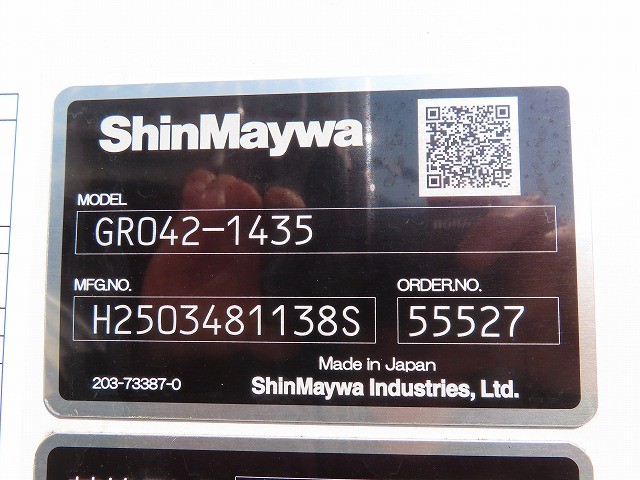 ShinMaywa
MODEL
GR042-1435
MFG.NO.
ORDER.NO.
H2503481138S
55527
Made in Japan
203-73387-0
ShinMaywa Industries, Ltd.